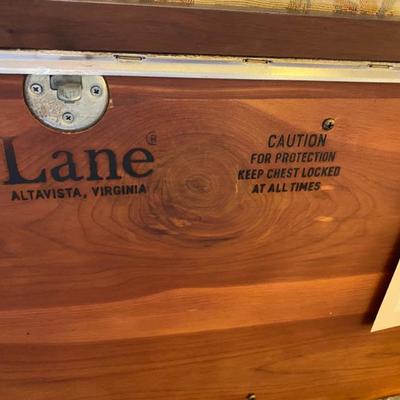 Lane®
ALTAVISTA, VIRGINIA
CAUTION
FOR PROTECTION
KEEP CHEST LOCKED
AT ALL TIMES